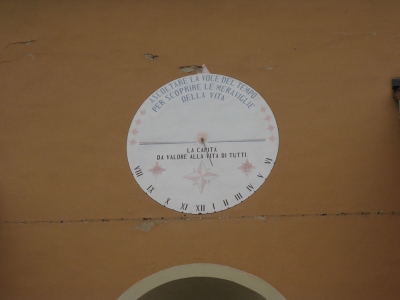 ASCOLTARE LA VOCE DEL TEMPO
PER SCOPRIRE LE MERAVIGLIE
DELLA VITA
LA CAPITA
DA VALORE ALLA VITA DI TUTTI
VIII IX X XI XII I II III IV V VI